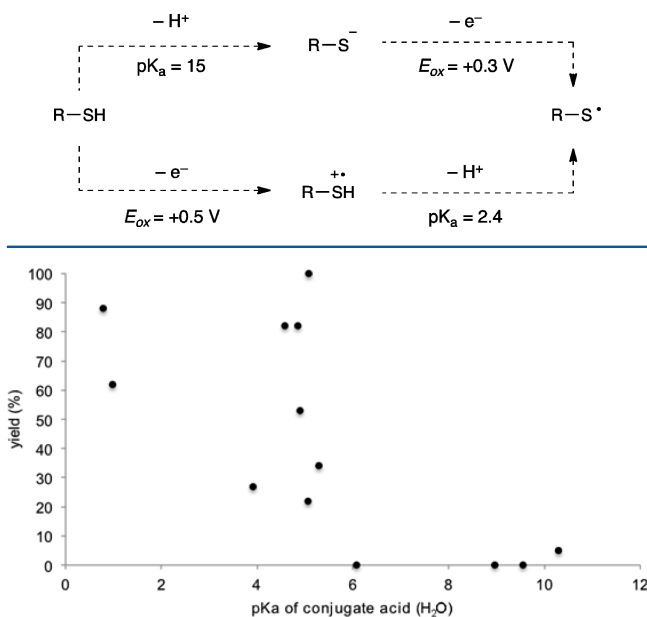 – H⁺
– e⁻
R–S⁻
pKₐ = 15
Eₒₓ = +0.3 V
R–SH
R–S•
– e⁻
– H⁺
+•
R–SH
Eₒₓ = +0.5 V
pKₐ = 2.4
100
90
80
70
60
50
40
30
20
10
0
yield (%)
0 2 4 6 8 10 12
pKa of conjugate acid (H₂O)